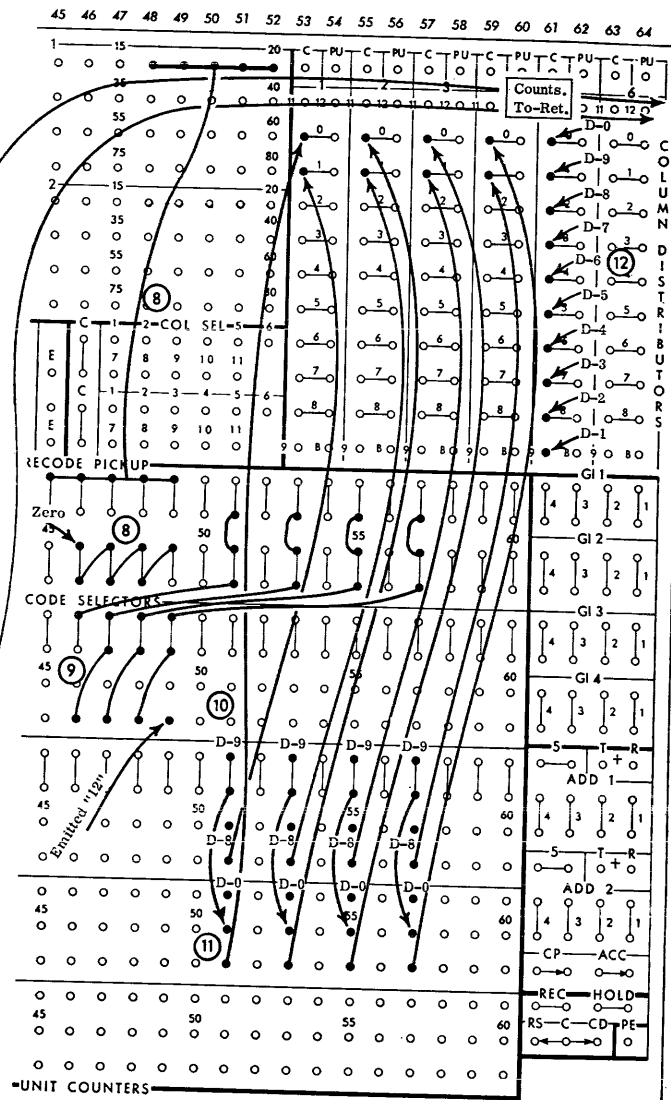 45 46 47 48 49 50 51 52 53 54 55 56 57 58 59 60 61 62 63 64
1 15 20 C PU C PU C PU C PU C PU C PU
35 40 1 2 3 6
Counts.
To-Ret.
11 12 11 12 11 12 11 12 11 12 11 O 12
55 60
0 0 0 0 D-0
75 80 1 D-9 1
2 15 20 2 2 2 2 D-8 2
35 40 3 3 3 3 D-7 3
55 60 4 4 4 4 D-6 12
75 80 5 5 5 5 D-5 5
8
C 1 2 COL SEL 5 6 6 6 6 6 D-4 6
E 7 8 9 10 11 7 7 7 7 D-3 7
C 1 2 3 4 5 6 8 8 8 8 D-2 8
E 7 8 9 10 11 9 B 9 B 9 B 9 B 9 D-1 9 B
COLUMN DISTRIBUTORS
RECODE PICKUP
GI 1
4 3 2 1
Zero
45 8 50 55 60
GI 2
4 3 2 1
CODE SELECTORS
GI 3
4 3 2 1
45 9 50 55 60
10
GI 4
4 3 2 1
D-9 D-9 D-9 D-9
5 T R
+
ADD 1
45 50 55 60
4 3 2 1
Emitted "12"
D-8 D-8 D-8 D-8
5 T R
+
D-0 D-0 D-0 D-0
ADD 2
45 50 55 60
4 3 2 1
11
CP ACC
REC HOLD
45 50 55 60
RS C CD PE
UNIT COUNTERS